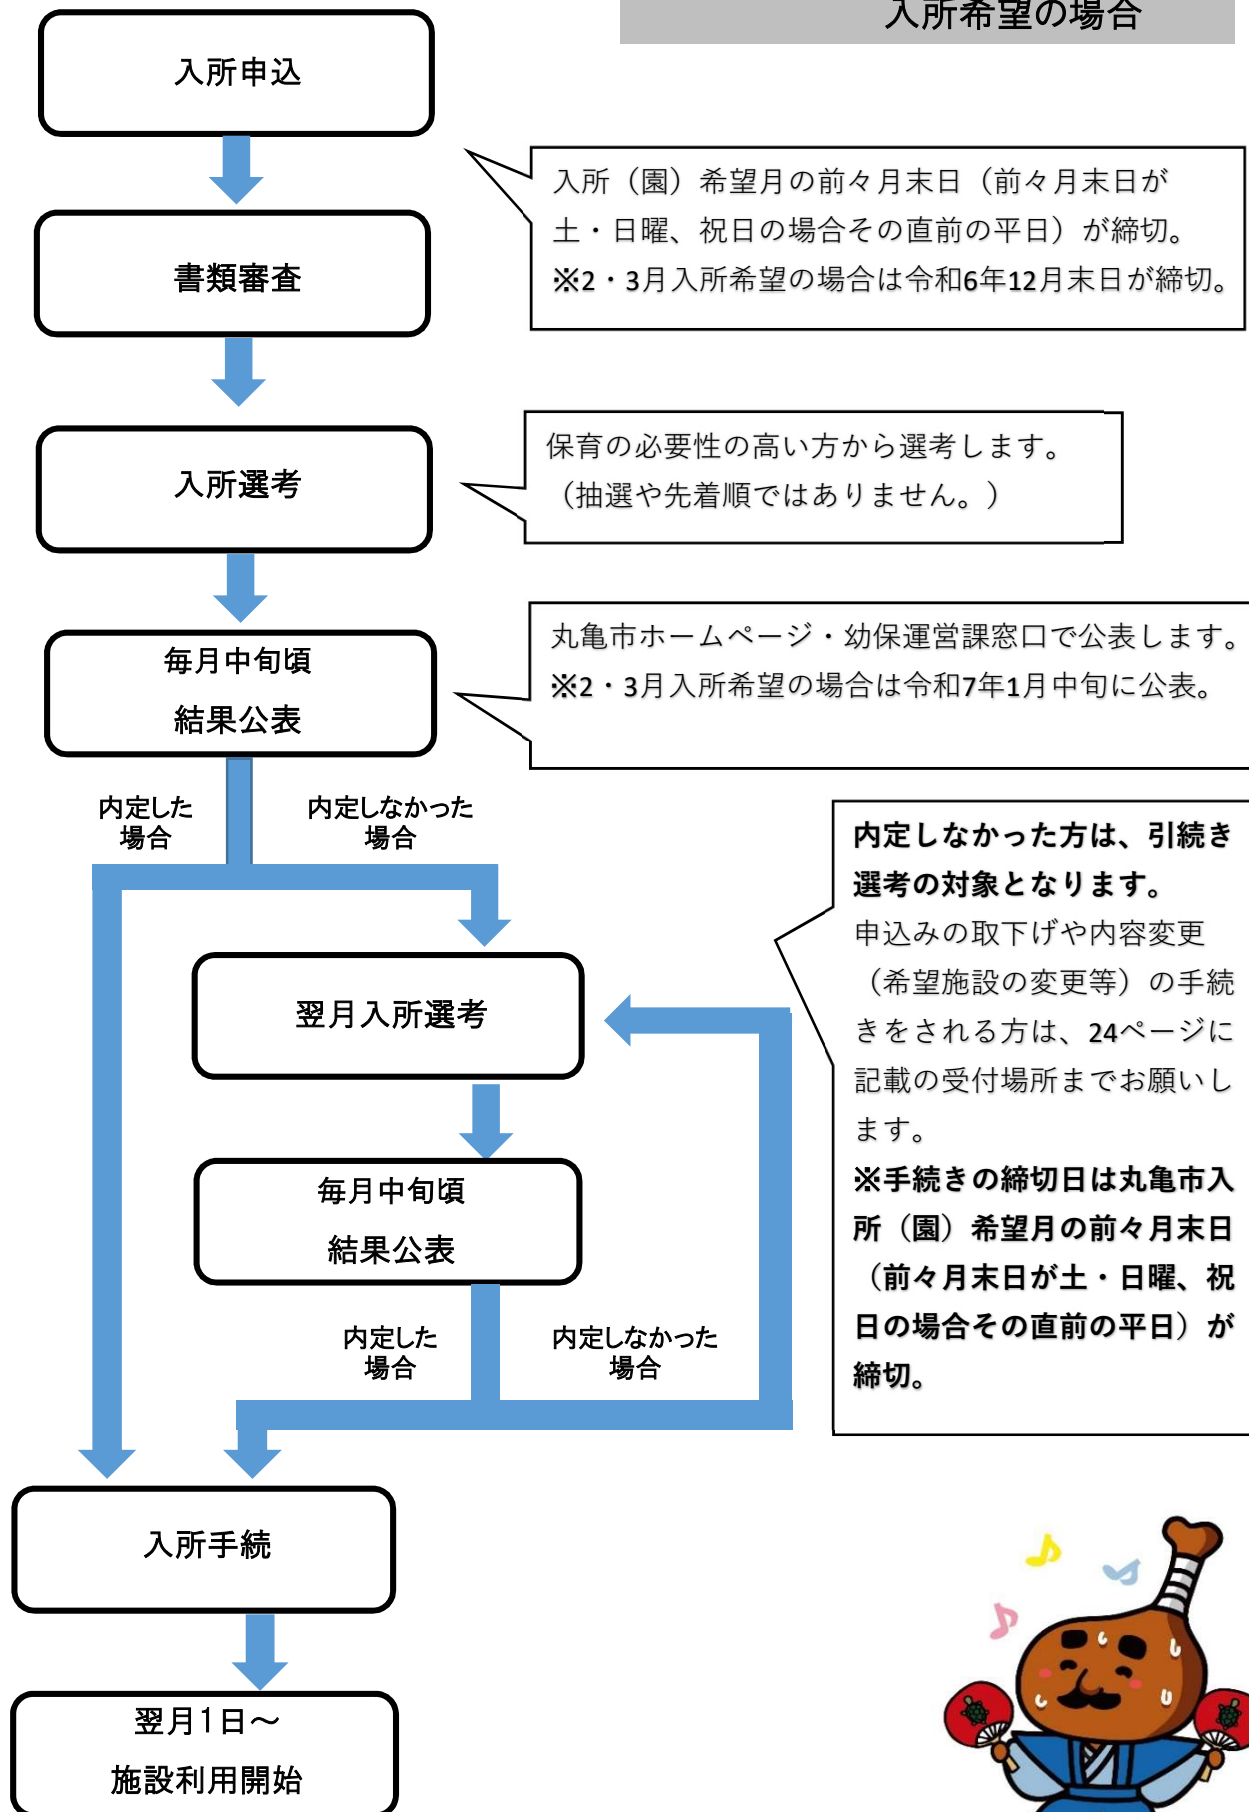 入所希望の場合
入所申込
入所（園）希望月の前々月末日（前々月末日が
土・日曜、祝日の場合その直前の平日）が締切。
※2・3月入所希望の場合は令和6年12月末日が締切。
書類審査
入所選考
保育の必要性の高い方から選考します。
（抽選や先着順ではありません。）
毎月中旬頃
結果公表
丸亀市ホームページ・幼保運営課窓口で公表します。
※2・3月入所希望の場合は令和7年1月中旬に公表。
内定した
場合
内定しなかった
場合
内定しなかった方は、引続き
選考の対象となります。
申込みの取下げや内容変更
（希望施設の変更等）の手続
きをされる方は、24ページに
記載の受付場所までお願いし
ます。
※手続きの締切日は丸亀市入
所（園）希望月の前々月末日
（前々月末日が土・日曜、祝
日の場合その直前の平日）が
締切。
翌月入所選考
毎月中旬頃
結果公表
内定した
場合
内定しなかった
場合
入所手続
翌月1日～
施設利用開始